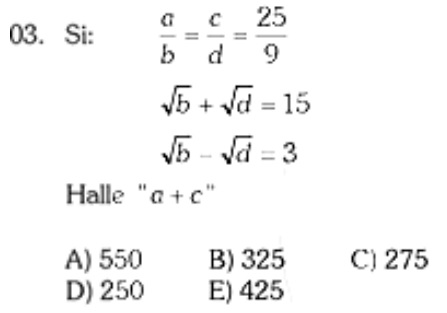 03. Si: a/b = c/d = 25/9
√b + √d = 15
√b - √d = 3
Halle "a + c"
A) 550 B) 325 C) 275
D) 250 E) 425